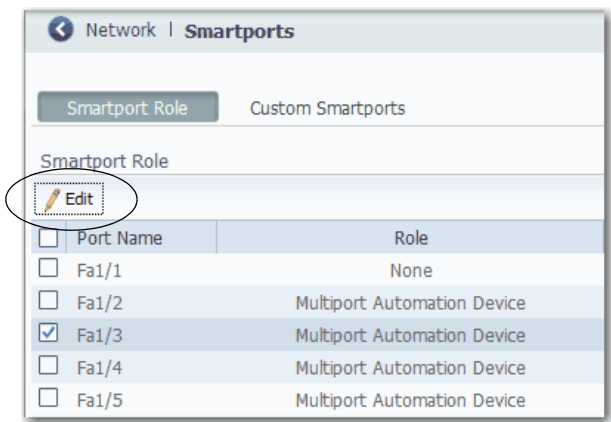 Network | Smartports
Smartport Role Custom Smartports
Smartport Role
Edit
Port Name Role
Fa1/1 None
Fa1/2 Multiport Automation Device
Fa1/3 Multiport Automation Device
Fa1/4 Multiport Automation Device
Fa1/5 Multiport Automation Device